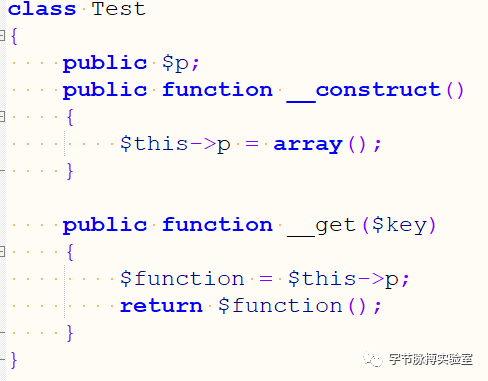 class Test
{
    public $p;
    public function __construct()
    {
        $this->p = array();
    }

    public function __get($key)
    {
        $function = $this->p;
        return $function();
    }
}
字节脉搏实验室